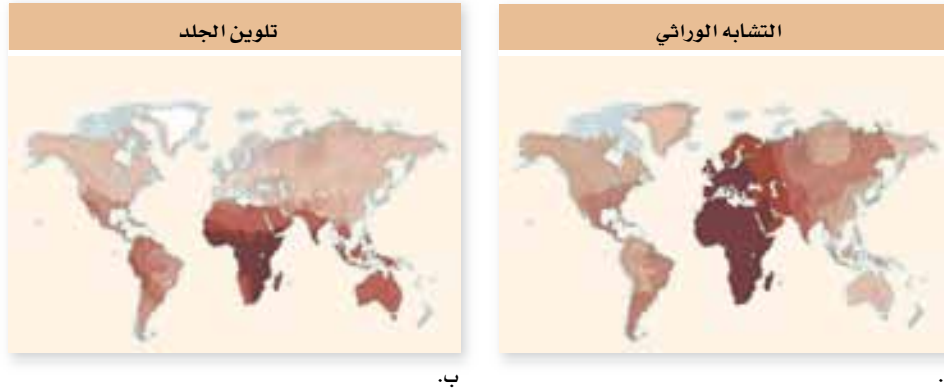 التشابه الوراثي
تلوين الجلد
.
ب.